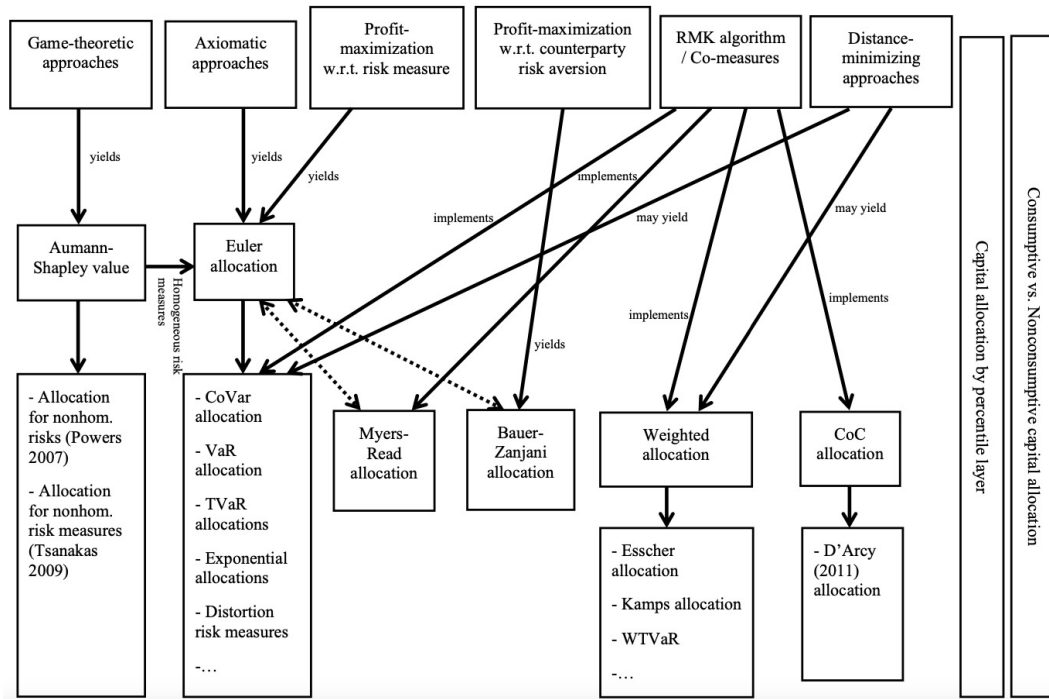 Game-theoretic
approaches
Axiomatic
approaches
Profit-
maximization
w.r.t. risk measure
Profit-maximization
w.r.t. counterparty
risk aversion
RMK algorithm
/ Co-measures
Distance-
minimizing
approaches
yields
yields
yields
implements
implements
may yield
may yield
Aumann-
Shapley value
Homogeneous risk
measures
Euler
allocation
implements
implements
yields
- Allocation
for nonhom.
risks (Powers
2007)
- Allocation
for nonhom.
risk measures
(Tsanakas
2009)
- CoVar
allocation
- VaR
allocation
- TVaR
allocations
- Exponential
allocations
- Distortion
risk measures
-…
Myers-
Read
allocation
Bauer-
Zanjani
allocation
Weighted
allocation
CoC
allocation
- Esscher
allocation
- Kamps allocation
- WTVaR
-…
- D’Arcy
(2011)
allocation
Capital allocation by percentile layer
Consumptive vs. Nonconsumptive capital allocation